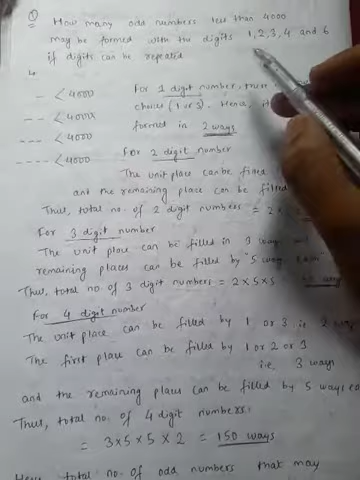 Q How many odd numbers less than 4000
may be formed with the digits 1,2,3,4 and 6
if digits can be repeated
- < 4000 For 1 digit number, there
-- < 4000 choice (1 or 3). Hence, it
--- < 4000 formed in 2 ways
---- < 4000 For 2 digit number
The unit place can be filled
and the remaining place can be filled
Thus, total no. of 2 digit numbers = 2×
For 3 digit number
The unit place can be filled in 3 ways
remaining places can be filled by 5 ways each
Thus, total no. of 3 digit numbers = 2×5×5 ways
For 4 digit number
The unit place can be filled by 1 or 3 ie 2 ways
The first place can be filled by 1 or 2 or 3
i.e, 3 ways
and the remaining places can be filled by 5 ways
Thus, total no. of 4 digit numbers:
= 3×5×5×2 = 150 ways
total no. of odd numbers that may